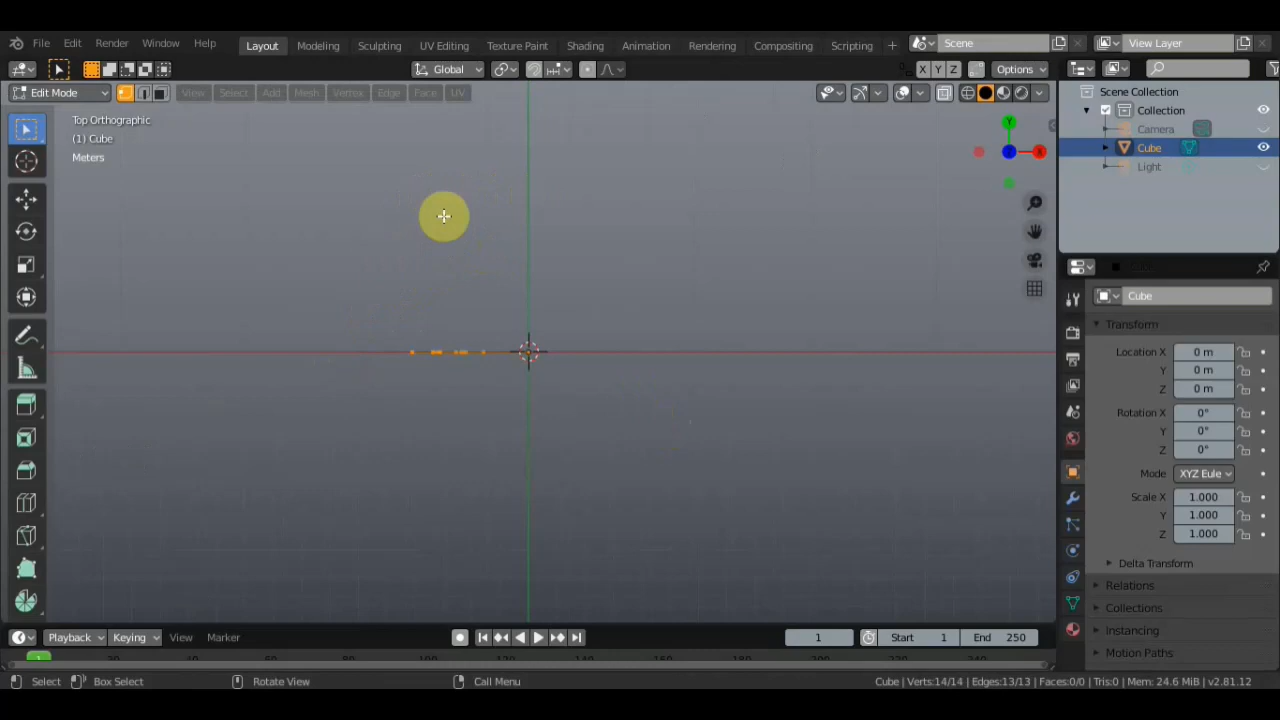 File Edit Render Window Help Layout Modeling Sculpting UV Editing Texture Paint Shading Animation Rendering Compositing Scripting + Scene View Layer
Global X Y Z Options
Edit Mode View Select Add Mesh Vertex Edge Face UV
Scene Collection
Collection
Camera
Cube
Light
Top Orthographic
(1) Cube
Meters
Y
X
Z
Cube
Transform
Location X 0 m
Y 0 m
Z 0 m
Rotation X 0°
Y 0°
Z 0°
Mode XYZ Eule
Scale X 1.000
Y 1.000
Z 1.000
Delta Transform
Relations
Collections
Instancing
Motion Paths
Playback Keying View Marker 1 Start 1 End 250
1
Select Box Select Rotate View Call Menu Cube | Verts:14/14 | Edges:13/13 | Faces:0/0 | Tris:0 | Mem: 24.6 MiB | v2.81.12